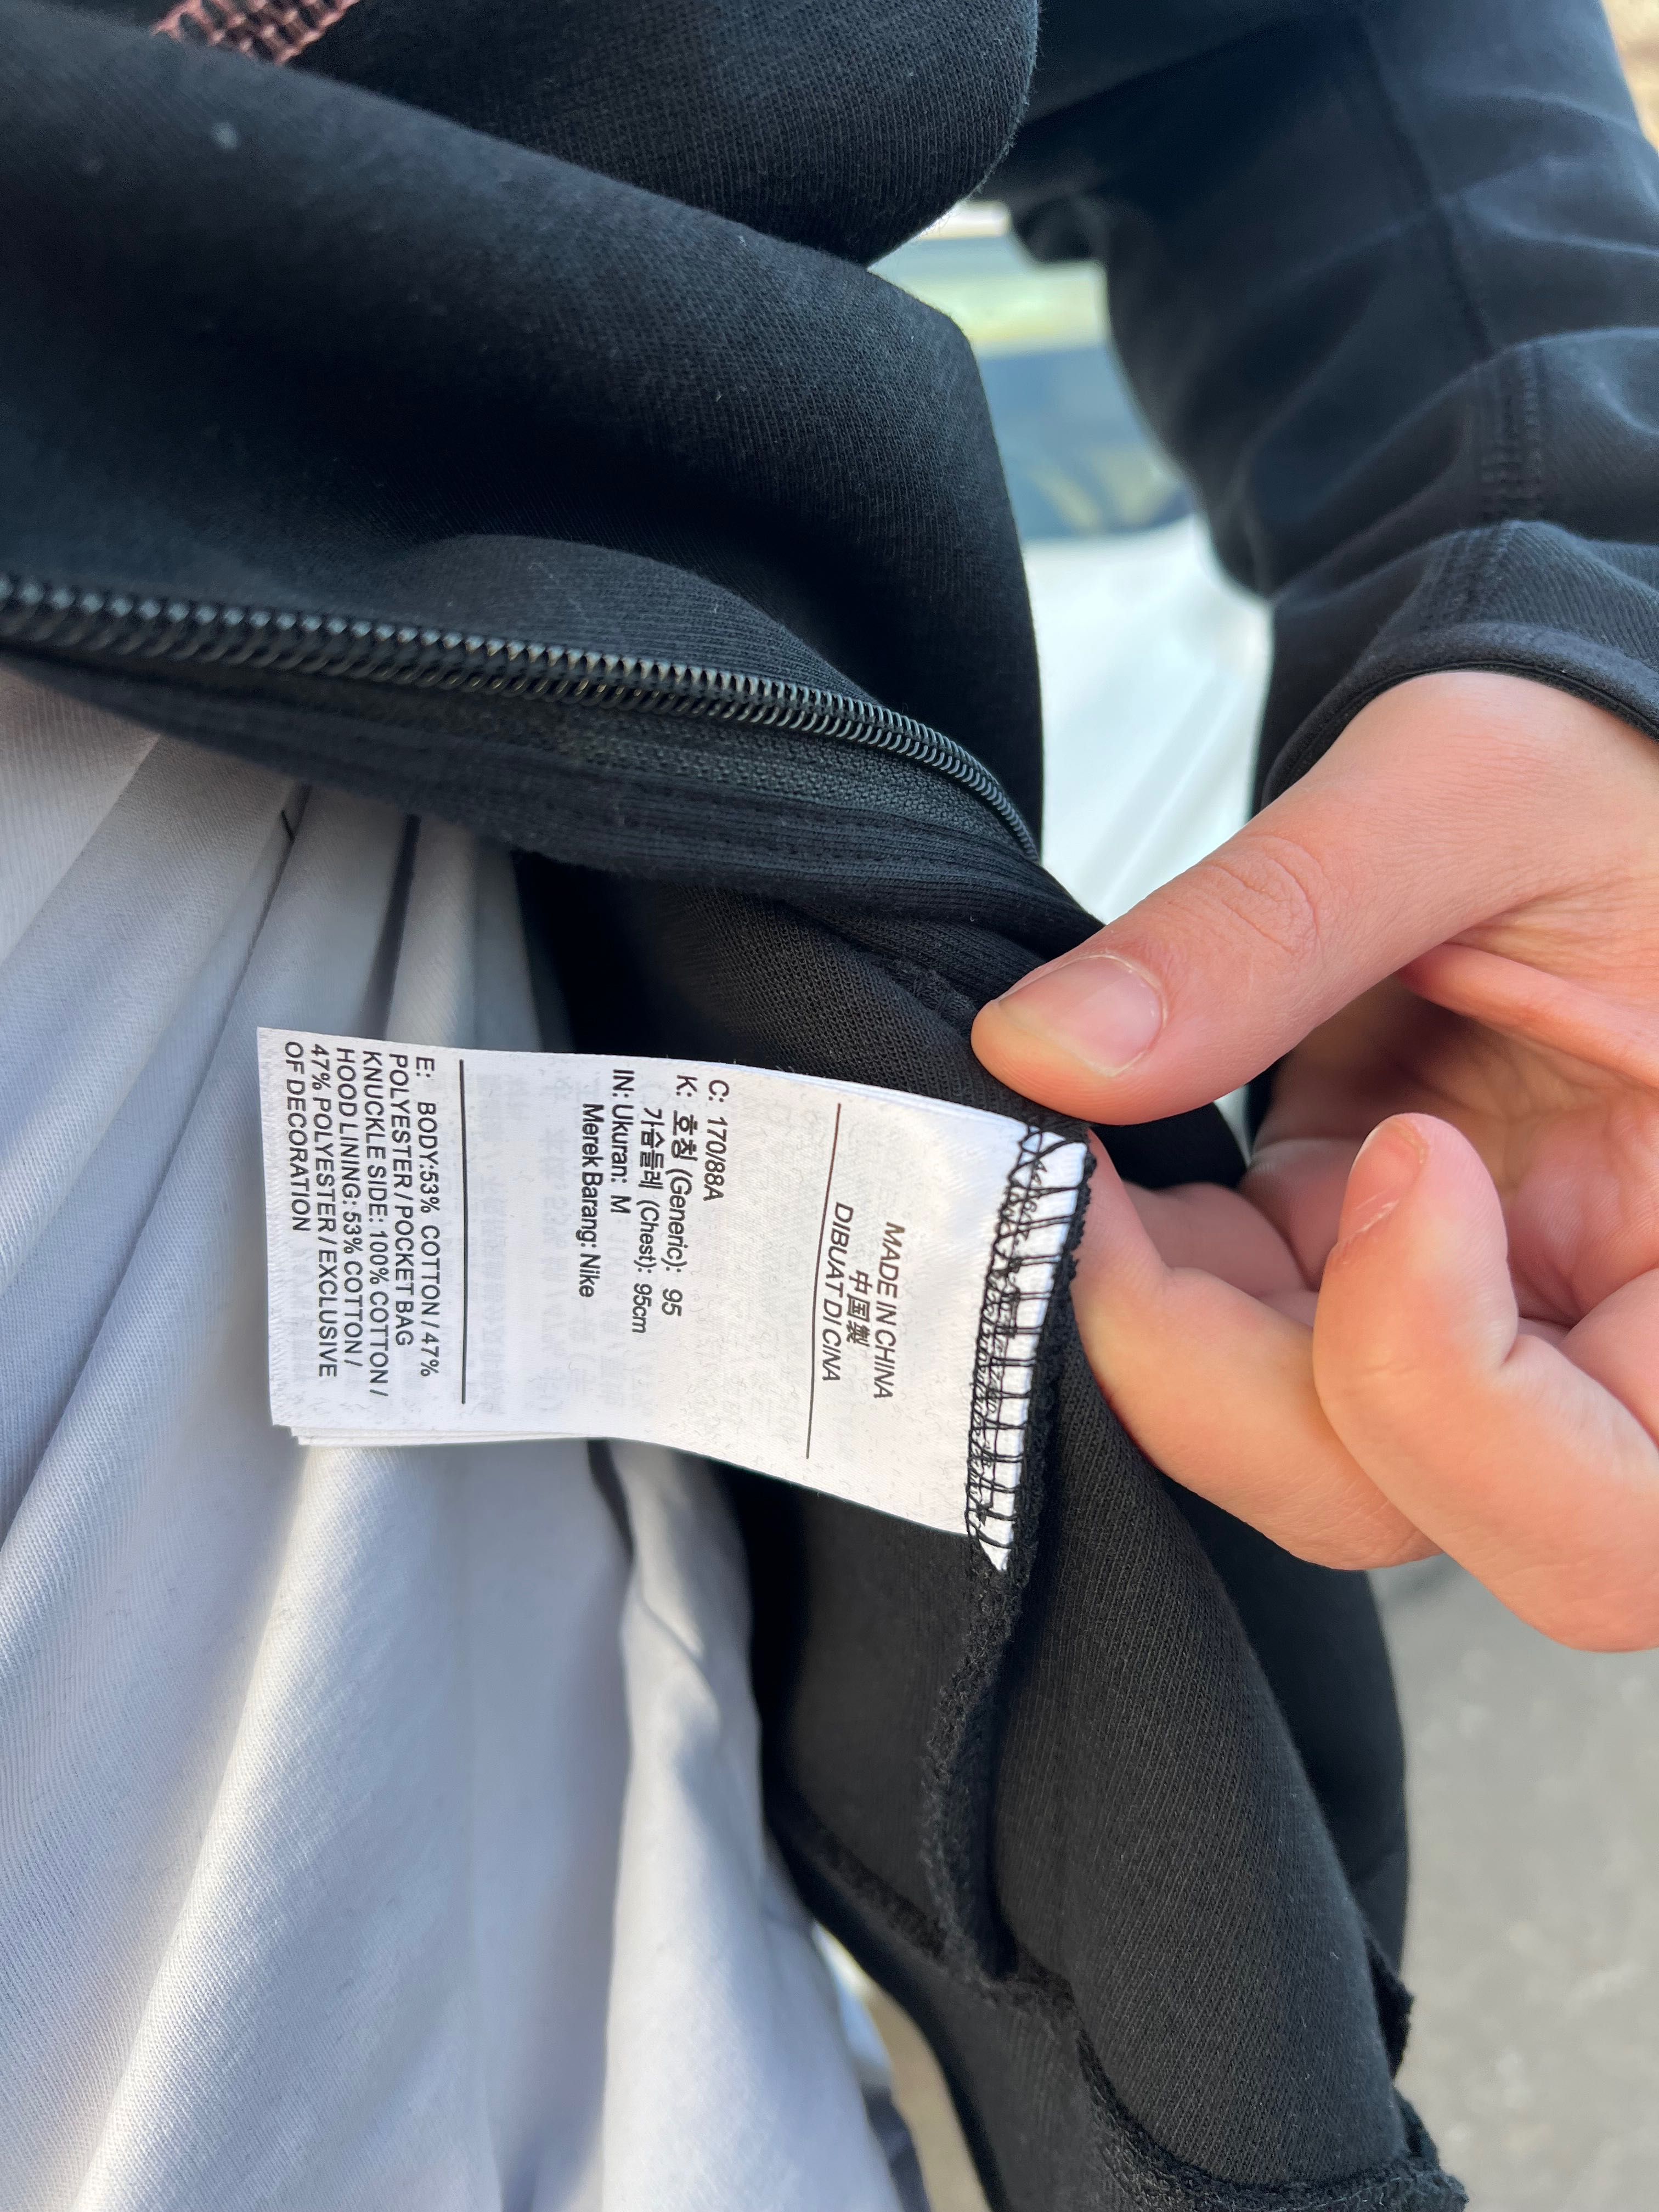 MADE IN CHINA
中国製
DIBUAT DI CINA
C: 170/88A
K: 호칭 (Generic): 95
가슴둘레 (Chest): 95cm
IN: Ukuran: M
Merek Barang: Nike
E: BODY:53% COTTON / 47%
POLYESTER / POCKET BAG
KNUCKLE SIDE: 100% COTTON /
HOOD LINING: 53% COTTON /
47% POLYESTER / EXCLUSIVE
OF DECORATION